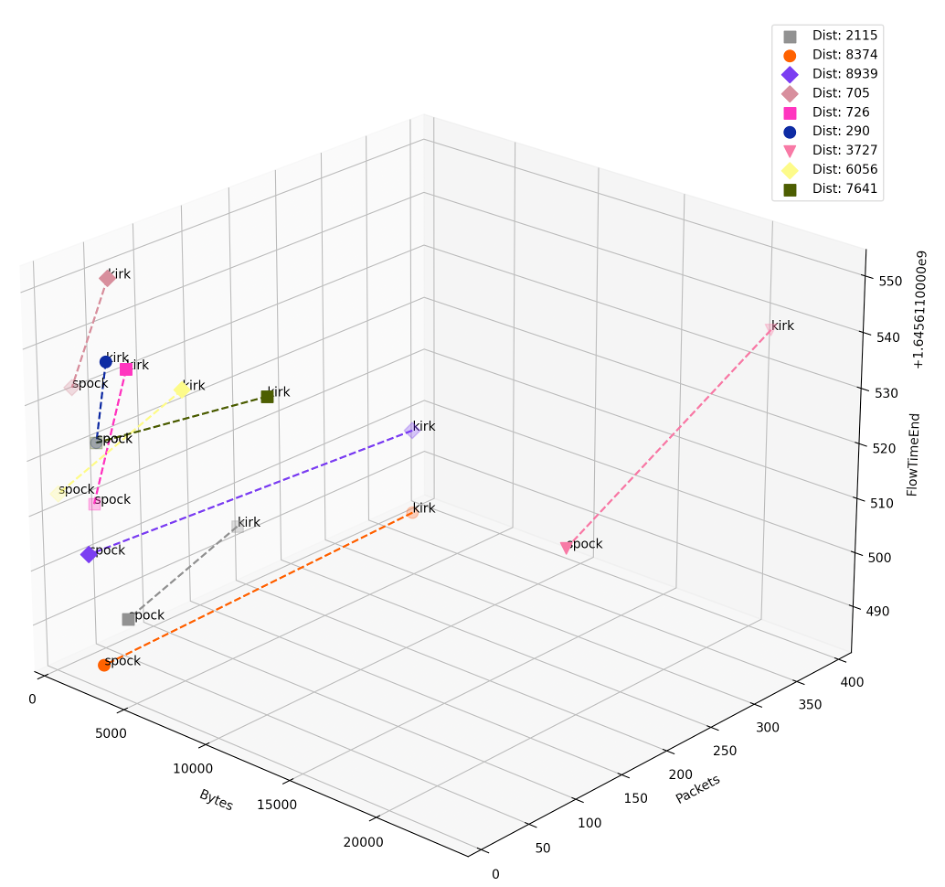 Dist: 2115
Dist: 8374
Dist: 8939
Dist: 705
Dist: 726
Dist: 290
Dist: 3727
Dist: 6056
Dist: 7641
+1.6456110000e9
550
540
530
520
510
500
490
FlowTimeEnd
kirk
spock
kirk
kirk
kirk
kirk
kirk
spock
spock
spock
kirk
spock
kirk
spock
kirk
spock
kirk
spock
0
5000
10000
15000
20000
Bytes
0
50
100
150
200
250
300
350
400
Packets